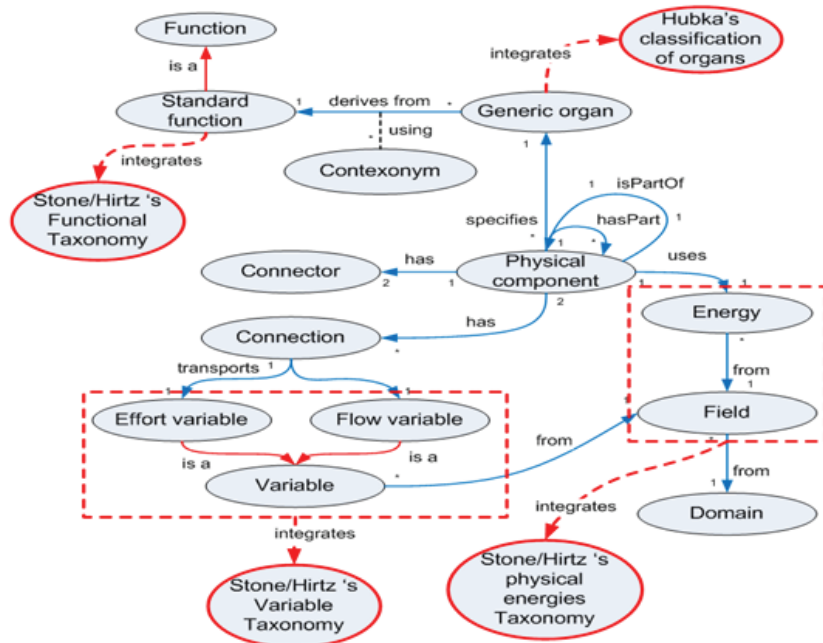 Function
Hubka's
classification
of organs
integrates
is a
Standard
function
1
derives from
*
Generic organ
using
*
integrates
Contexonym
1
1
isPartOf
Stone/Hirtz 's
Functional
Taxonomy
specifies
hasPart
1
*
1
*
uses
Connector
has
2
1
Physical
component
1
1
2
Energy
Connection
has
*
*
transports
1
from
1
1
1
Effort variable
Flow variable
1
Field
*
is a
is a
from
Variable
*
from
1
integrates
Domain
integrates
Stone/Hirtz 's
Variable
Taxonomy
Stone/Hirtz 's
physical
energies
Taxonomy